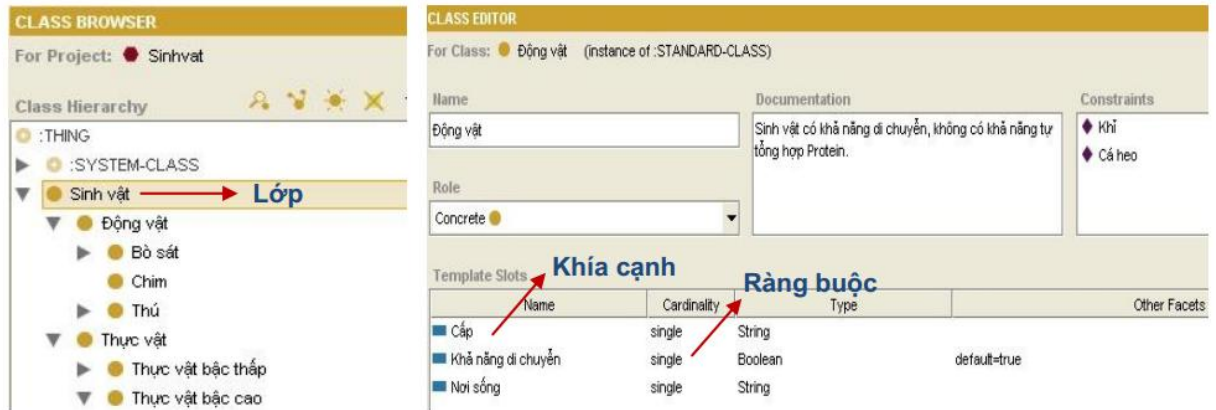 CLASS BROWSER
For Project: Sinhvat
Class Hierarchy
:THING
:SYSTEM-CLASS
Sinh vật
Lớp
Động vật
Bò sát
Chim
Thú
Thực vật
Thực vật bậc thấp
Thực vật bậc cao
CLASS EDITOR
For Class: Động vật (instance of :STANDARD-CLASS)
Name
Động vật
Role
Concrete
Documentation
Sinh vật có khả năng di chuyển, không có khả năng tự
tổng hợp Protein.
Constraints
Khỉ
Cá heo
Template Slots
Khía cạnh
Ràng buộc
Name Cardinality Type Other Facets
Cấp single String
Khả năng di chuyển single Boolean default=true
Nơi sống single String